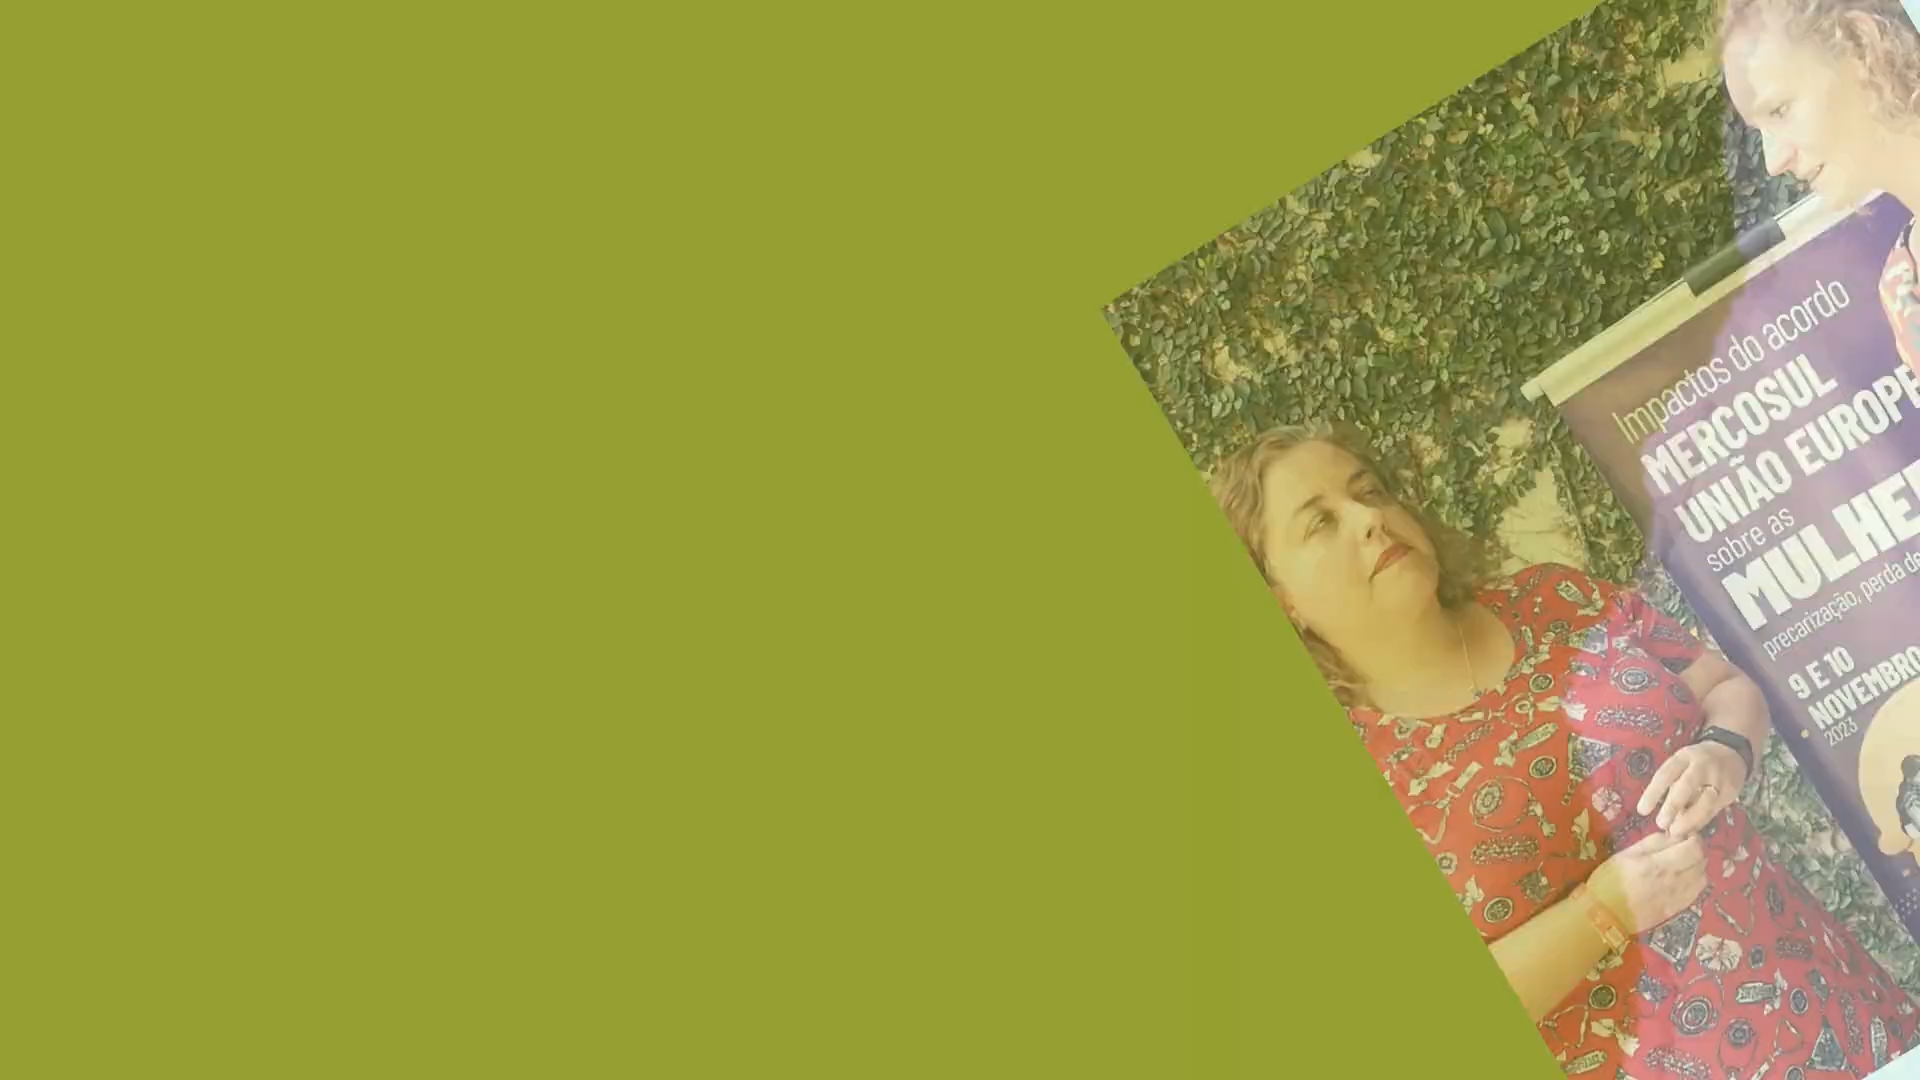 Impactos do acordo
MERCOSUL
UNIÃO EUROPE
sobre as
MULHE
precarização, perda de
9 E 10
NOVEMBRO
2023